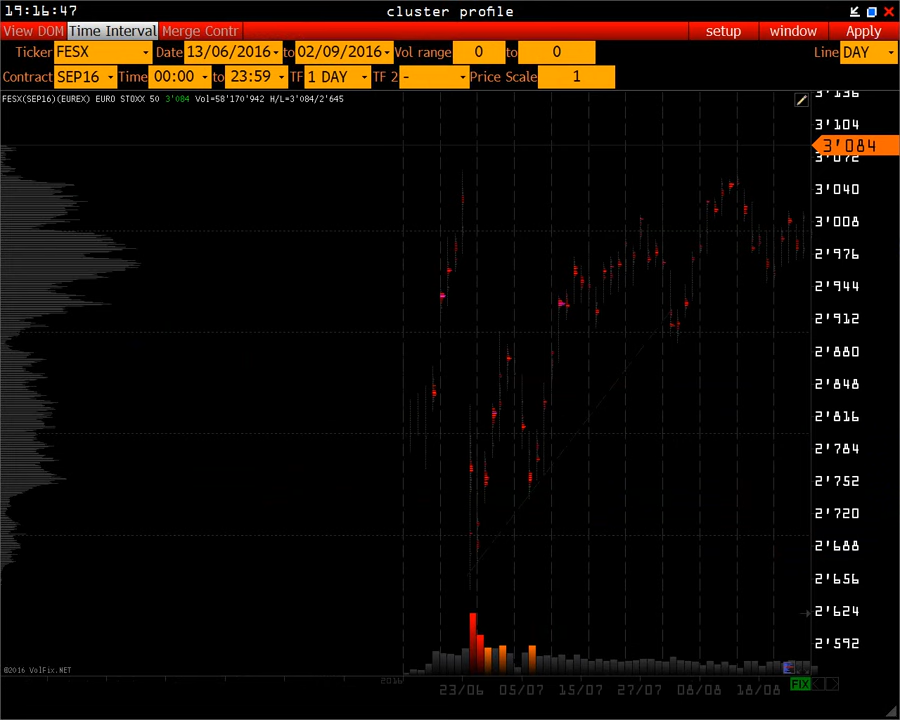 19:16:47 cluster profile
View DOM Time Interval Merge Contr setup window Apply
Ticker FESX Date 13/06/2016 to 02/09/2016 Vol range 0 to 0 Line DAY
Contract SEP16 Time 00:00 to 23:59 TF 1 DAY TF 2 - Price Scale 1
FESX(SEP16)(EUREX) EURO STOXX 50 3'084 Vol=58'170'942 H/L=3'084/2'645
3'136
3'104
3'084
3'072
3'040
3'008
2'976
2'944
2'912
2'880
2'848
2'816
2'784
2'752
2'720
2'688
2'656
2'624
2'592
©2016 VolFix.NET
2016 23/06 05/07 15/07 27/07 08/08 18/08 FIX